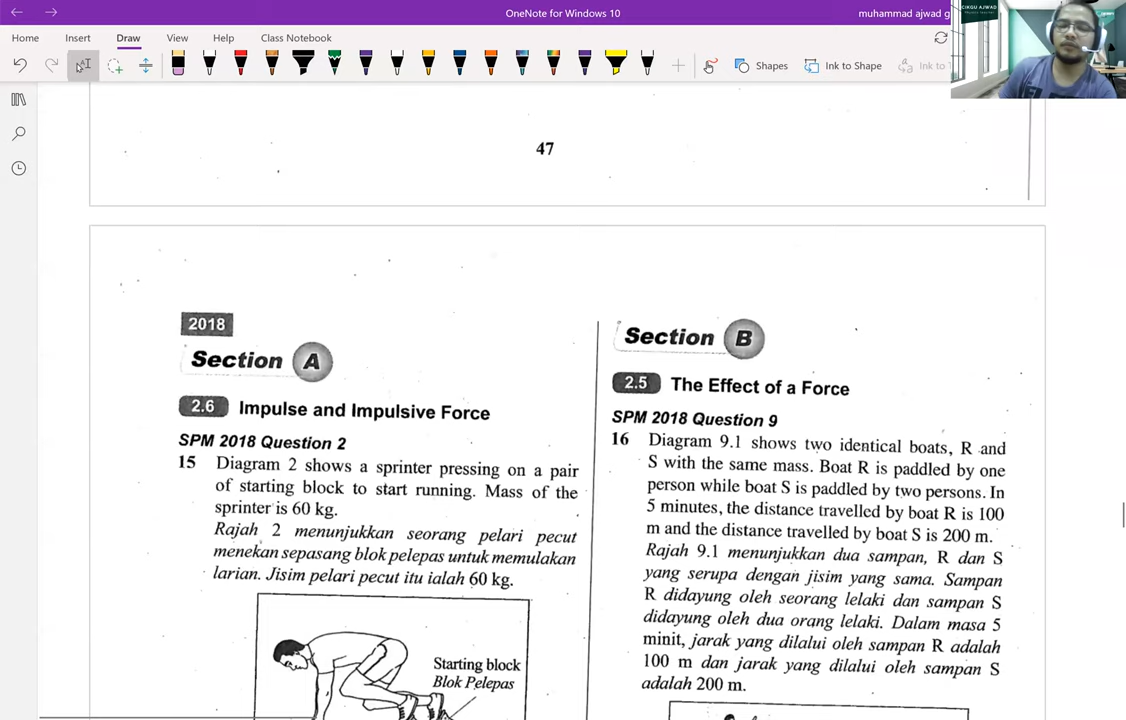 OneNote for Windows 10
muhammad ajwad g
CIKGU AJWAD
Home
Insert
Draw
View
Help
Class Notebook
Shapes
Ink to Shape
Ink to
47
2018
Section A
2.6 Impulse and Impulsive Force
SPM 2018 Question 2
15 Diagram 2 shows a sprinter pressing on a pair
of starting block to start running. Mass of the
sprinter is 60 kg.
Rajah 2 menunjukkan seorang pelari pecut
menekan sepasang blok pelepas untuk memulakan
larian. Jisim pelari pecut itu ialah 60 kg.
Starting block
Blok Pelepas
Section B
2.5 The Effect of a Force
SPM 2018 Question 9
16 Diagram 9.1 shows two identical boats, R and
S with the same mass. Boat R is paddled by one
person while boat S is paddled by two persons. In
5 minutes, the distance travelled by boat R is 100
m and the distance travelled by boat S is 200 m.
Rajah 9.1 menunjukkan dua sampan, R dan S
yang serupa dengan jisim yang sama. Sampan
R didayung oleh seorang lelaki dan sampan S
didayung oleh dua orang lelaki. Dalam masa 5
minit, jarak yang dilalui oleh sampan R adalah
100 m dan jarak yang dilalui oleh sampan S
adalah 200 m.